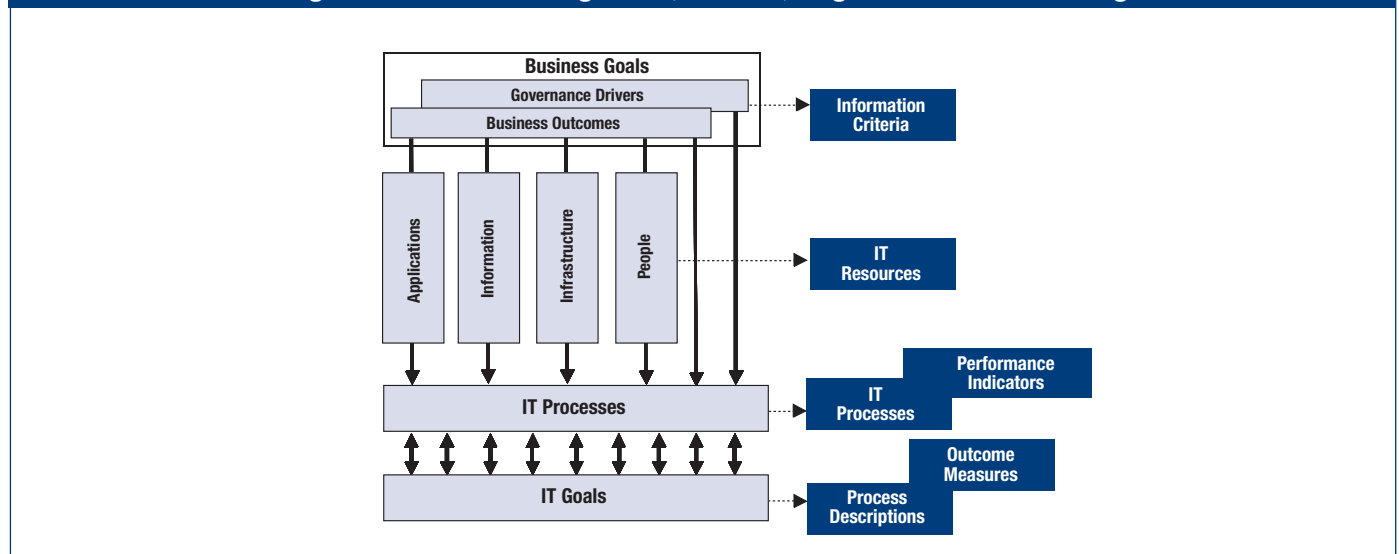 Business Goals
Governance Drivers
Business Outcomes
Information
Criteria
Applications
Information
Infrastructure
People
IT
Resources
Performance
Indicators
IT Processes
IT
Processes
Outcome
Measures
IT Goals
Process
Descriptions